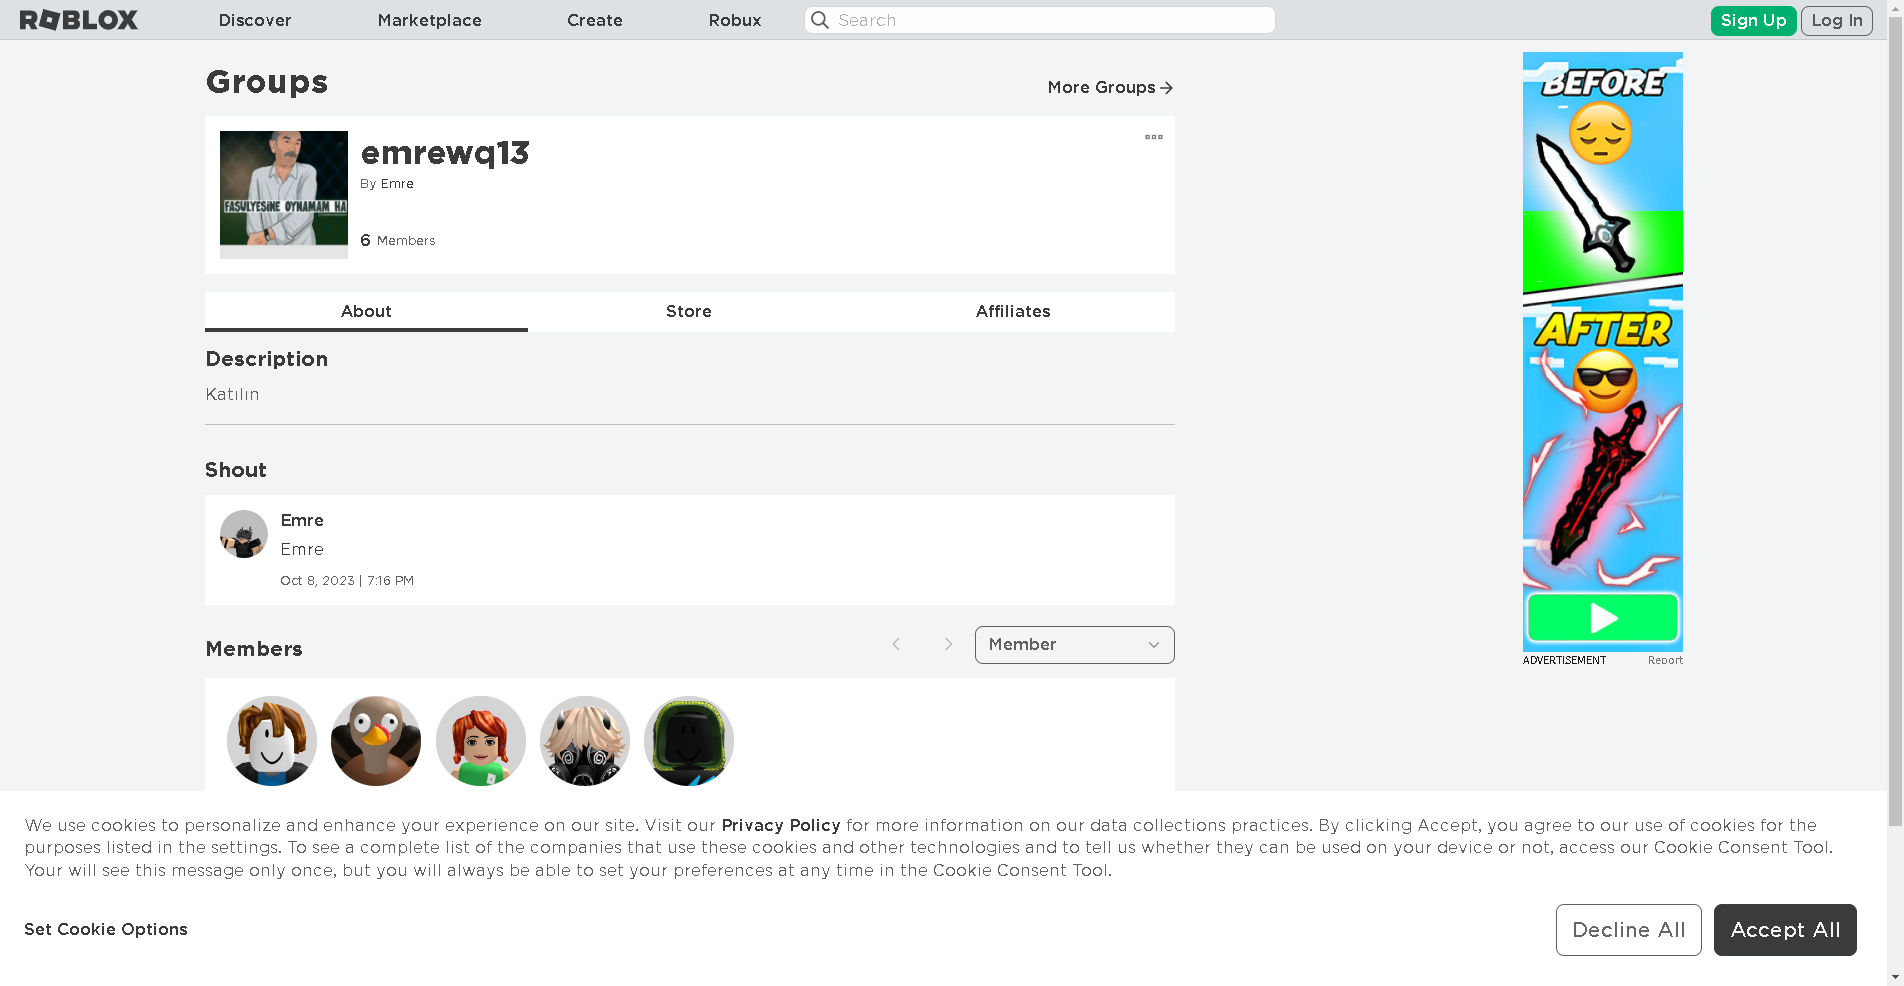 ROBLOX
Discover
Marketplace
Create
Robux
Search
Sign Up
Log In
Groups
More Groups
FASULYESİNE OYNAMAM HA
emrewq13
By Emre
6 Members
About
Store
Affiliates
Description
Katılın
Shout
Emre
Emre
Oct 8, 2023 | 7:16 PM
Members
Member
BEFORE
AFTER
ADVERTISEMENT
Report
We use cookies to personalize and enhance your experience on our site. Visit our Privacy Policy for more information on our data collections practices. By clicking Accept, you agree to our use of cookies for the
purposes listed in the settings. To see a complete list of the companies that use these cookies and other technologies and to tell us whether they can be used on your device or not, access our Cookie Consent Tool.
Your will see this message only once, but you will always be able to set your preferences at any time in the Cookie Consent Tool.
Set Cookie Options
Decline All
Accept All